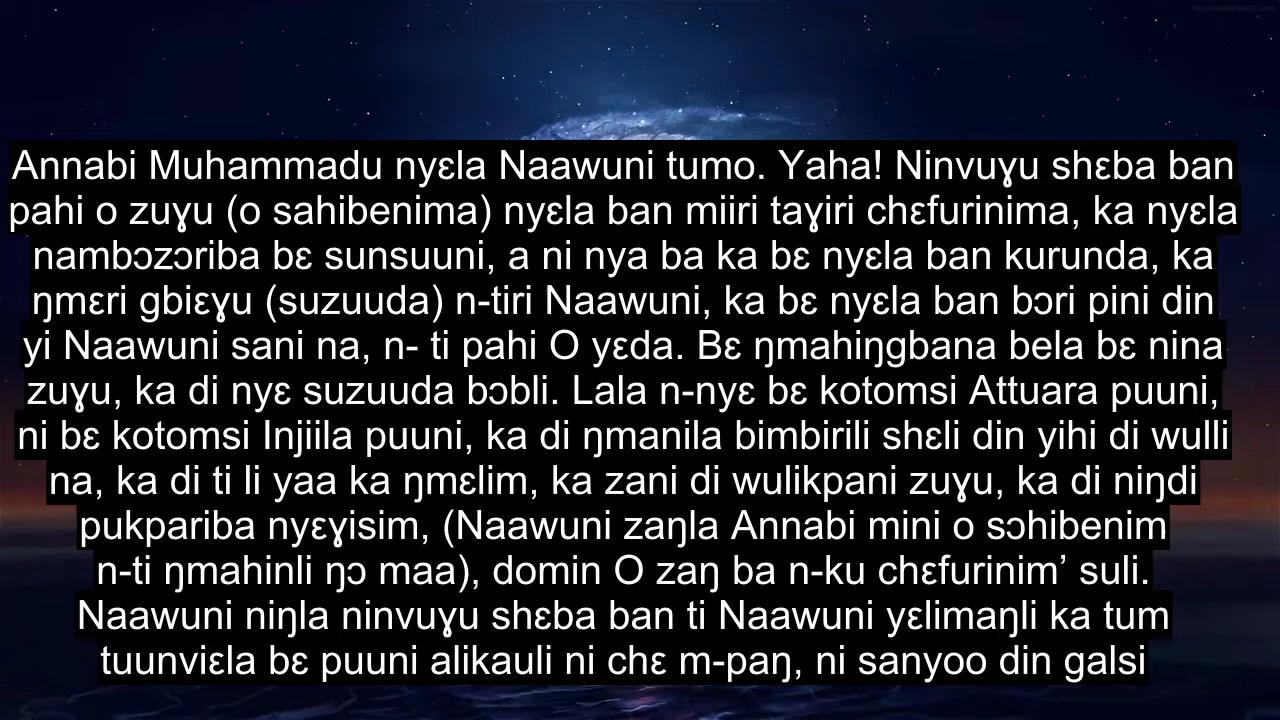 Annabi Muhammadu nyɛla Naawuni tumo. Yaha! Ninvuɣu shɛba ban
pahi o zuɣu (o sahibenima) nyɛla ban miiri taɣiri chɛfurinima, ka nyɛla
nambɔzɔriba bɛ sunsuuni, a ni nya ba ka bɛ nyɛla ban kurunda, ka
ŋmɛri gbiɛɣu (suzuuda) n-tiri Naawuni, ka bɛ nyɛla ban bɔri pini din
yi Naawuni sani na, n- ti pahi O yɛda. Bɛ ŋmahiŋgbana bela bɛ nina
zuɣu, ka di nyɛ suzuuda bɔbli. Lala n-nyɛ bɛ kotomsi Attuara puuni,
ni bɛ kotomsi Injiila puuni, ka di ŋmanila bimbirili shɛli din yihi di wulli
na, ka di ti li yaa ka ŋmɛlim, ka zani di wulikpani zuɣu, ka di niŋdi
pukpariba nyɛɣisim, (Naawuni zaŋla Annabi mini o sɔhibenim
n-ti ŋmahinli ŋɔ maa), domin O zaŋ ba n-ku chɛfurinim’ suli.
Naawuni niŋla ninvuɣu shɛba ban ti Naawuni yɛlimaŋli ka tum
tuunviɛla bɛ puuni alikauli ni chɛ m-paŋ, ni sanyoo din galsi